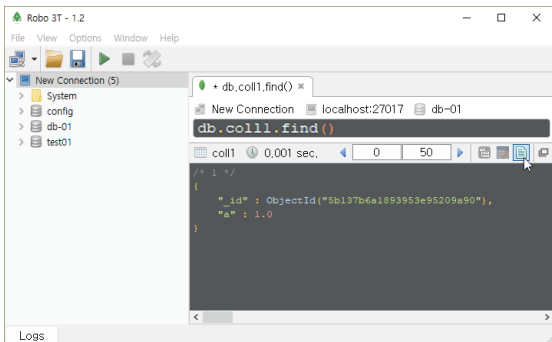 Robo 3T - 1.2
File View Options Window Help
New Connection (5)
System
config
db-01
test01
* db.coll1.find() ×
New Connection localhost:27017 db-01
db.coll1.find()
coll1 0,001 sec, 0 50
/* 1 */
{
"_id" : ObjectId("5b137b6a1893953e95209a90"),
"a" : 1.0
}
Logs